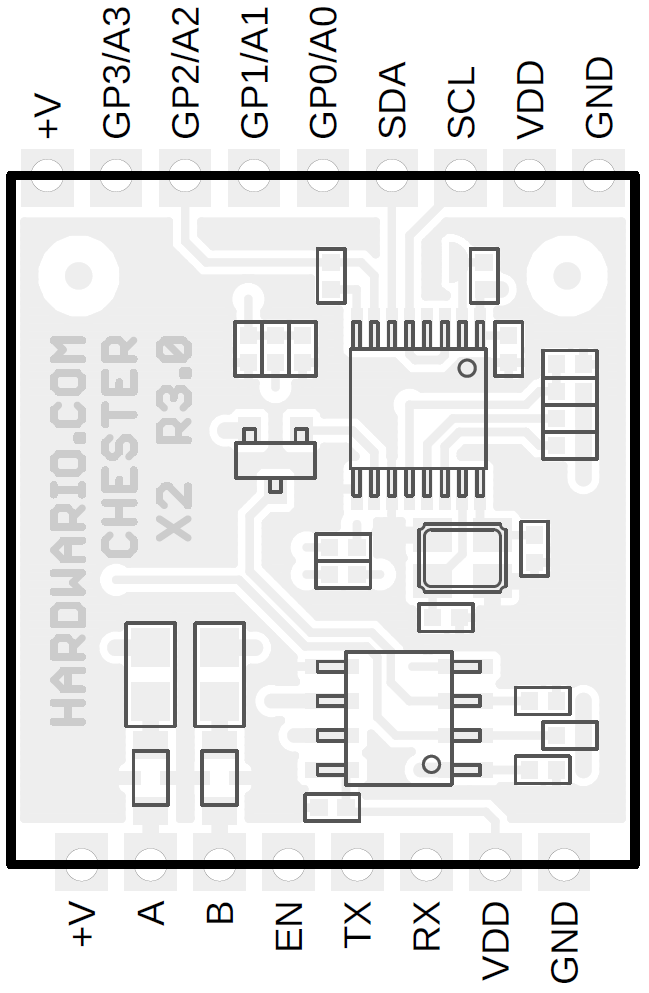 +V
GP3/A3
GP2/A2
GP1/A1
GP0/A0
SDA
SCL
VDD
GND
HARDWARIO.COM
CHESTER
X2 R3.0
+V
A
B
EN
TX
RX
VDD
GND